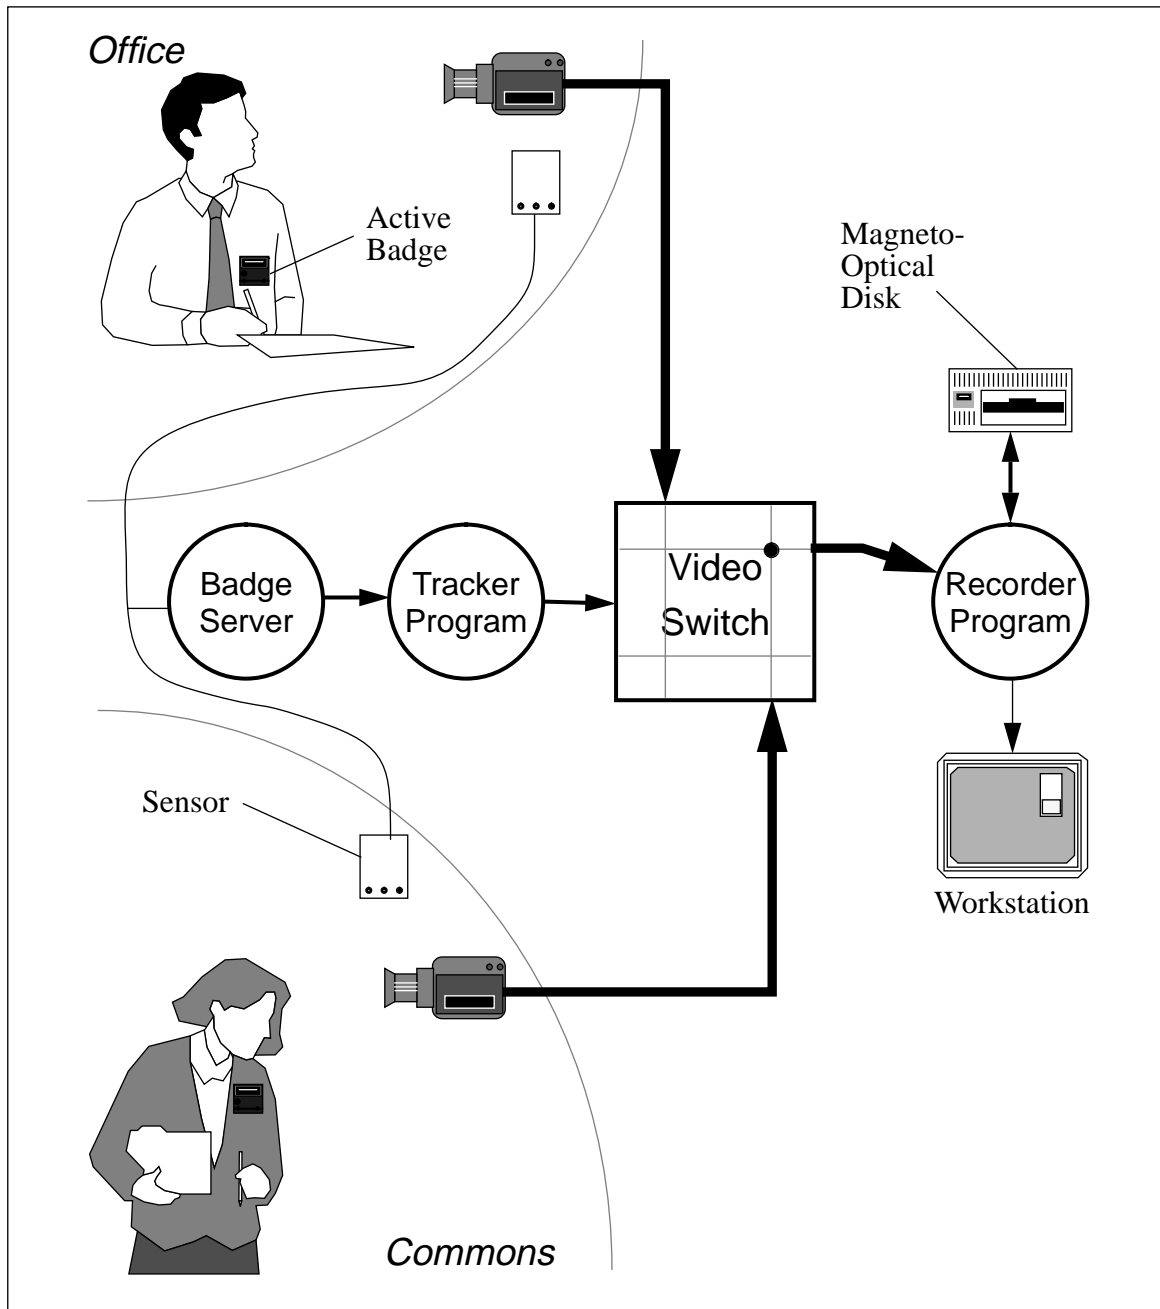 Office
Active
Badge
Magneto-
Optical
Disk
Badge
Server
Tracker
Program
Video
Switch
Recorder
Program
Sensor
Workstation
Commons